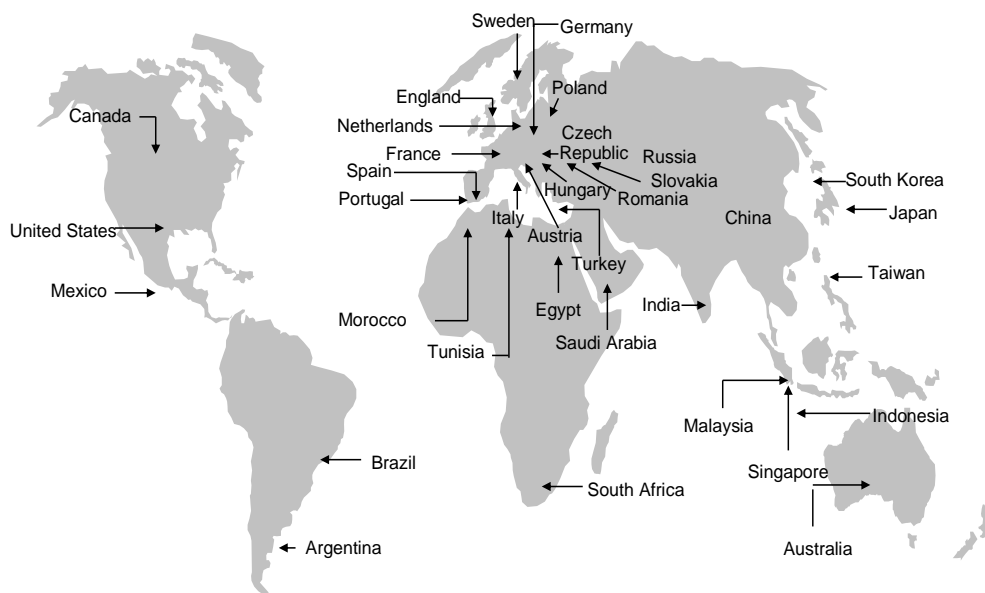 Sweden
Germany
England
Poland
Canada
Netherlands
Czech
Republic
France
Russia
Spain
Slovakia
South Korea
Hungary
Portugal
Romania
Italy
Japan
China
United States
Austria
Turkey
Taiwan
Mexico
Egypt
India
Morocco
Saudi Arabia
Tunisia
Malaysia
Indonesia
Brazil
Singapore
South Africa
Argentina
Australia